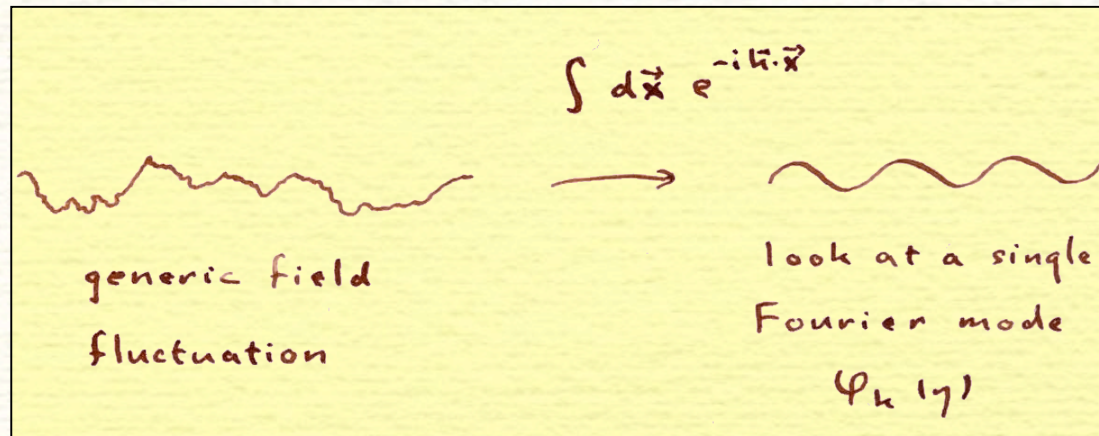 ∫ dx⃗ e^{-ik⃗·x⃗}
generic field
fluctuation
look at a single
Fourier mode
φ_k(η)